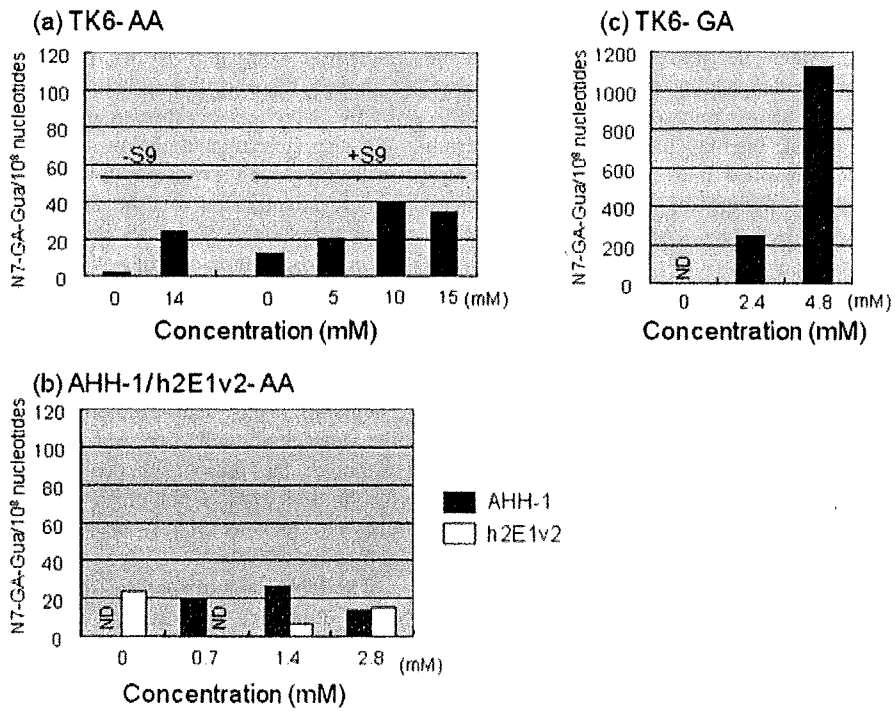 (a) TK6- AA
N7-GA-Gua/10⁸ nucleotides
120
100
80
60
40
20
0
-S9
+S9
0 14 0 5 10 15 (mM)
Concentration (mM)
(c) TK6- GA
N7-GA-Gua/10⁸ nucleotides
1200
1000
800
600
400
200
0
ND
0 2.4 4.8 (mM)
Concentration (mM)
(b) AHH-1/h2E1v2- AA
N7-GA-Gua/10⁸ nucleotides
120
100
80
60
40
20
0
ND
ND
0 0.7 1.4 2.8 (mM)
Concentration (mM)
AHH-1
h2E1v2